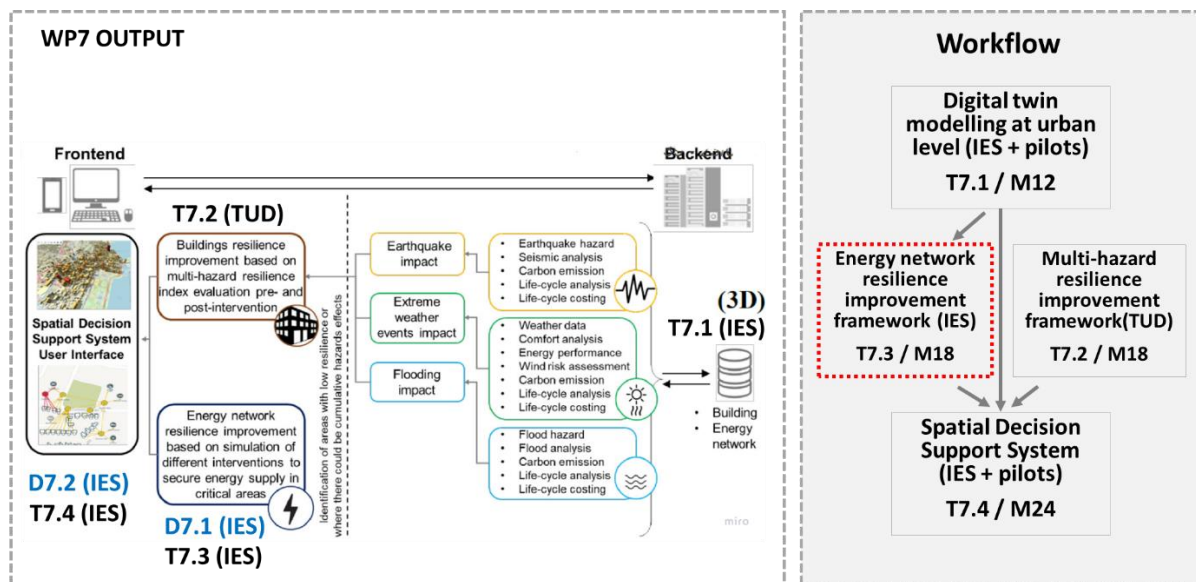 WP7 OUTPUT
Frontend
Backend
T7.2 (TUD)
Buildings resilience
improvement based on
multi-hazard resilience
index evaluation pre- and
post-intervention
Spatial Decision
Support System
User Interface
Energy network
resilience improvement
based on simulation of
different interventions to
secure energy supply in
critical areas
D7.2 (IES)
T7.4 (IES)
D7.1 (IES)
T7.3 (IES)
Identification of areas with low resilience or
where there could be cumulative hazards effects
Earthquake
impact
Extreme
weather
events impact
Flooding
impact
• Earthquake hazard
• Seismic analysis
• Carbon emission
• Life-cycle analysis
• Life-cycle costing
• Weather data
• Comfort analysis
• Energy performance
• Wind risk assessment
• Carbon emission
• Life-cycle analysis
• Life-cycle costing
• Flood hazard
• Flood analysis
• Carbon emission
• Life-cycle analysis
• Life-cycle costing
(3D)
T7.1 (IES)
• Building
• Energy
network
miro
Workflow
Digital twin
modelling at urban
level (IES + pilots)
T7.1 / M12
Energy network
resilience
improvement
framework (IES)
T7.3 / M18
Multi-hazard
resilience
improvement
framework(TUD)
T7.2 / M18
Spatial Decision
Support System
(IES + pilots)
T7.4 / M24